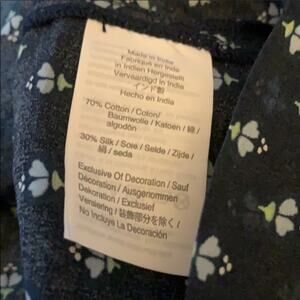 Made in India
Fabriqué en Inde
In Indien Hergestellt
Vervaardigd in India
インド製
Hecho en India
70% Cotton / Coton/
Baumwolle / Katoen / 綿 /
algodón
30% Silk / Soie / Seide / Zijde /
絹 / seda
Exclusive Of Decoration / Sauf
Décoration / Ausgenommen
Dekoration / Exclusief
Versiering / 装飾部分を除く /
No Incluye La Decoración